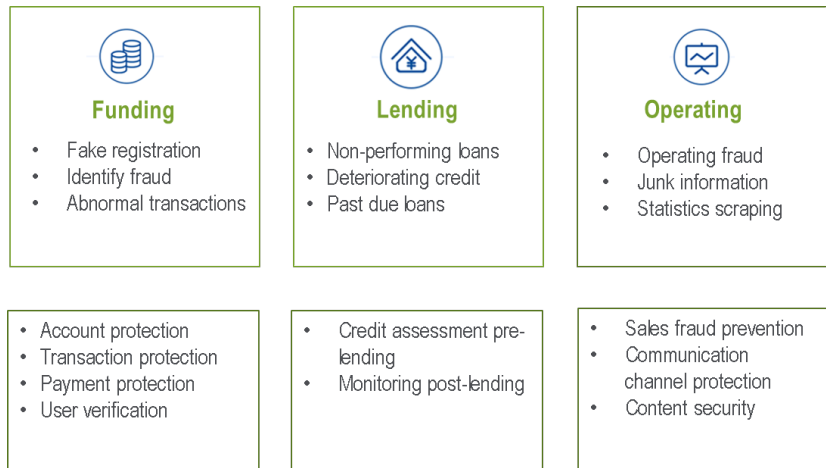 Funding
• Fake registration
• Identify fraud
• Abnormal transactions
¥
Lending
• Non-performing loans
• Deteriorating credit
• Past due loans
Operating
• Operating fraud
• Junk information
• Statistics scraping
• Account protection
• Transaction protection
• Payment protection
• User verification
• Credit assessment pre-
lending
• Monitoring post-lending
• Sales fraud prevention
• Communication
channel protection
• Content security